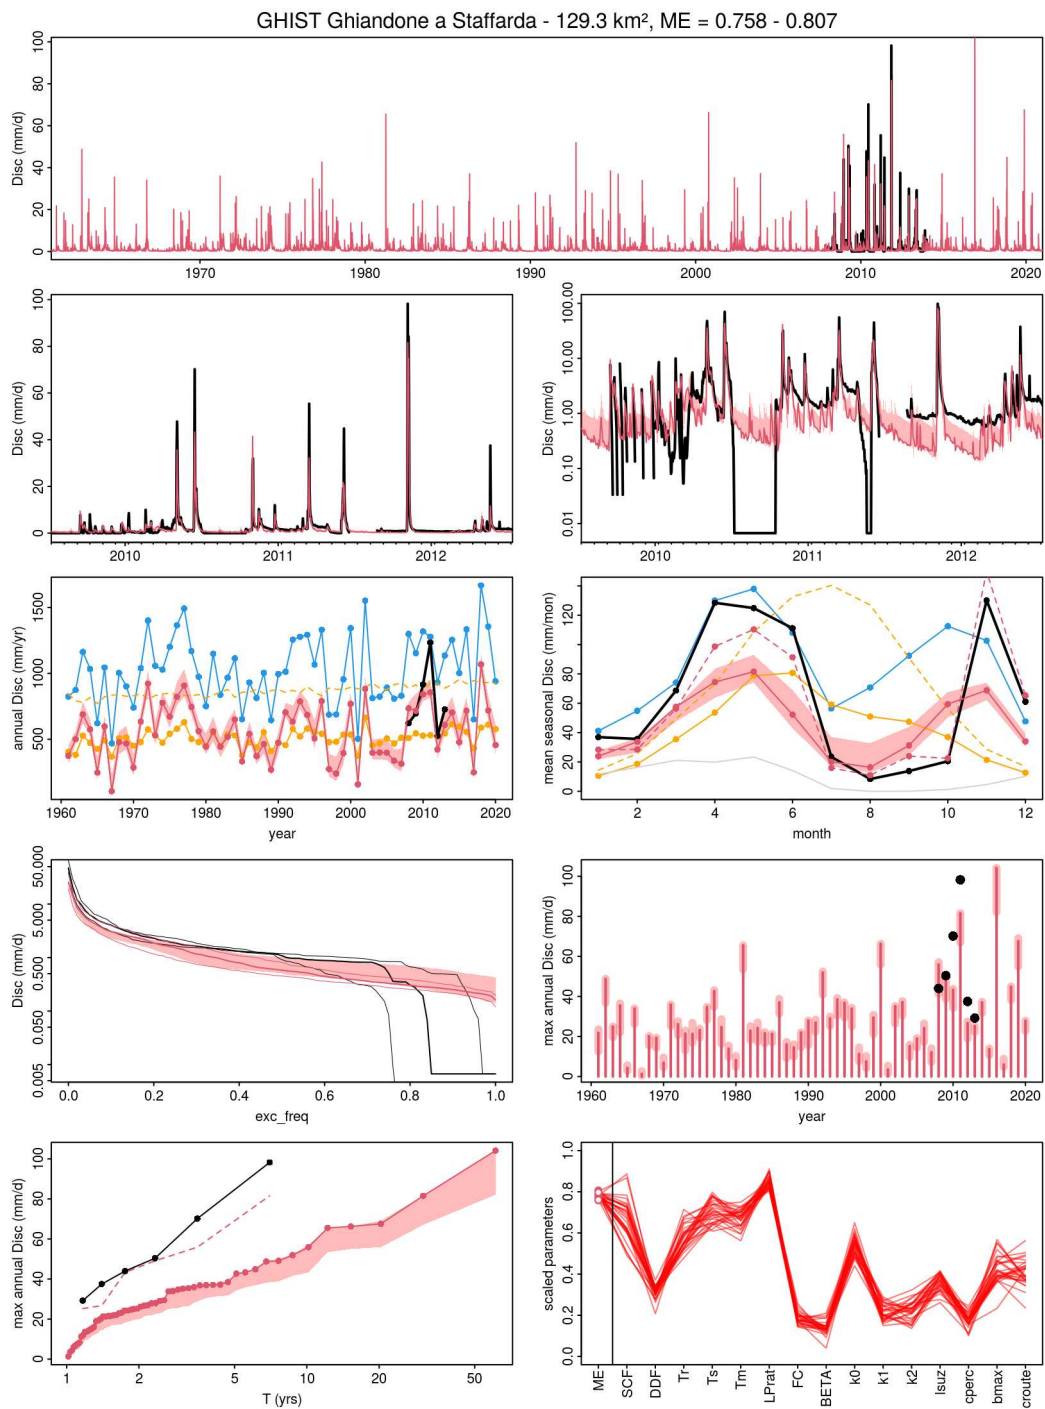 GHIST Ghiandone a Staffarda - 129.3 km², ME = 0.758 - 0.807
Disc (mm/d)
0 20 40 60 80 100
1970 1980 1990 2000 2010 2020
Disc (mm/d)
0 20 40 60 80 100
2010 2011 2012
Disc (mm/d)
0.01 0.10 1.00 10.00 100.00
2010 2011 2012
annual Disc (mm/yr)
500 1000 1500
1960 1970 1980 1990 2000 2010 2020
year
mean seasonal Disc (mm/mon)
0 20 40 60 80 120
2 4 6 8 10 12
month
Disc (mm/d)
0.005 0.050 0.500 5.000 50.000
0.0 0.2 0.4 0.6 0.8 1.0
exc_freq
max annual Disc (mm/d)
0 20 40 60 80 100
1960 1970 1980 1990 2000 2010 2020
year
max annual Disc (mm/d)
0 20 40 60 80 100
1 2 5 10 20 50
T (yrs)
scaled parameters
0.0 0.2 0.4 0.6 0.8 1.0
ME SCF DDF Tr Ts Tm LPrat FC BETA k0 k1 k2 lsuz cperc bmax croute